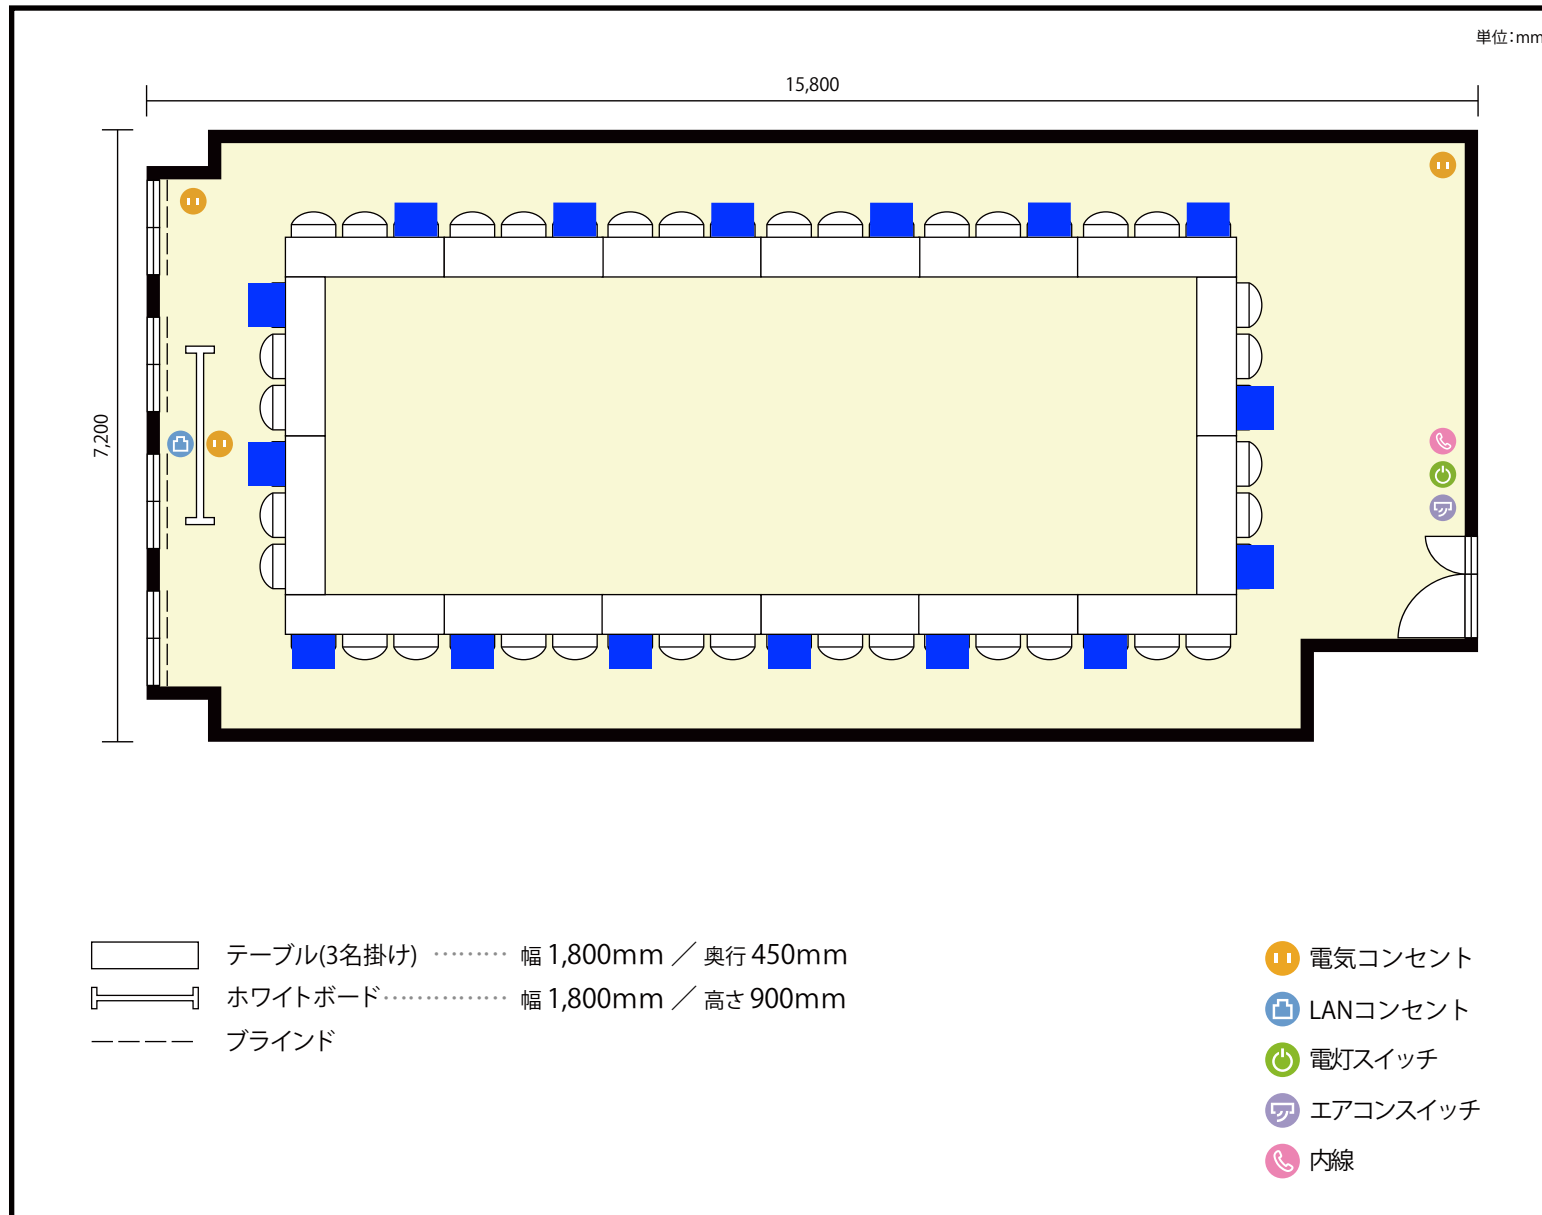 単位:mm
15,800
7,200
テーブル(3名掛け) ……… 幅 1,800mm ／ 奥行 450mm
ホワイトボード…………… 幅 1,800mm ／ 高さ 900mm
ブラインド
電気コンセント
LANコンセント
電灯スイッチ
エアコンスイッチ
内線